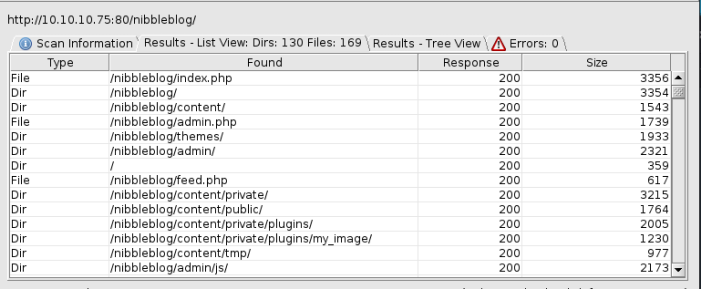 http://10.10.10.75:80/nibbleblog/
Scan Information Results - List View: Dirs: 130 Files: 169 Results - Tree View Errors: 0
Type Found Response Size
File /nibbleblog/index.php 200 3356
Dir /nibbleblog/ 200 3354
Dir /nibbleblog/content/ 200 1543
File /nibbleblog/admin.php 200 1739
Dir /nibbleblog/themes/ 200 1933
Dir /nibbleblog/admin/ 200 2321
Dir / 200 359
File /nibbleblog/feed.php 200 617
Dir /nibbleblog/content/private/ 200 3215
Dir /nibbleblog/content/public/ 200 1764
Dir /nibbleblog/content/private/plugins/ 200 2005
Dir /nibbleblog/content/private/plugins/my_image/ 200 1230
Dir /nibbleblog/content/tmp/ 200 977
Dir /nibbleblog/admin/js/ 200 2173